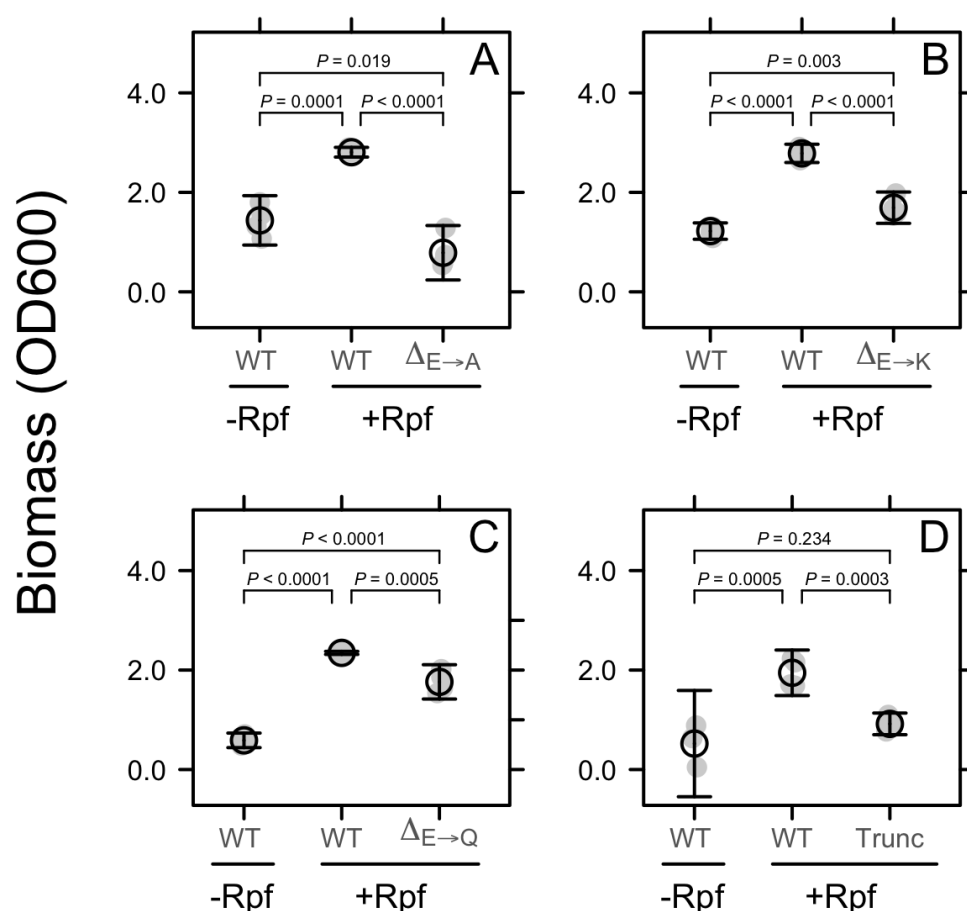 Biomass (OD600)
A
P = 0.019
P = 0.0001
P < 0.0001
4.0
2.0
0.0
WT
WT
ΔE→A
-Rpf
+Rpf
B
P = 0.003
P < 0.0001
P < 0.0001
4.0
2.0
0.0
WT
WT
ΔE→K
-Rpf
+Rpf
C
P < 0.0001
P < 0.0001
P = 0.0005
4.0
2.0
0.0
WT
WT
ΔE→Q
-Rpf
+Rpf
D
P = 0.234
P = 0.0005
P = 0.0003
4.0
2.0
0.0
WT
WT
Trunc
-Rpf
+Rpf